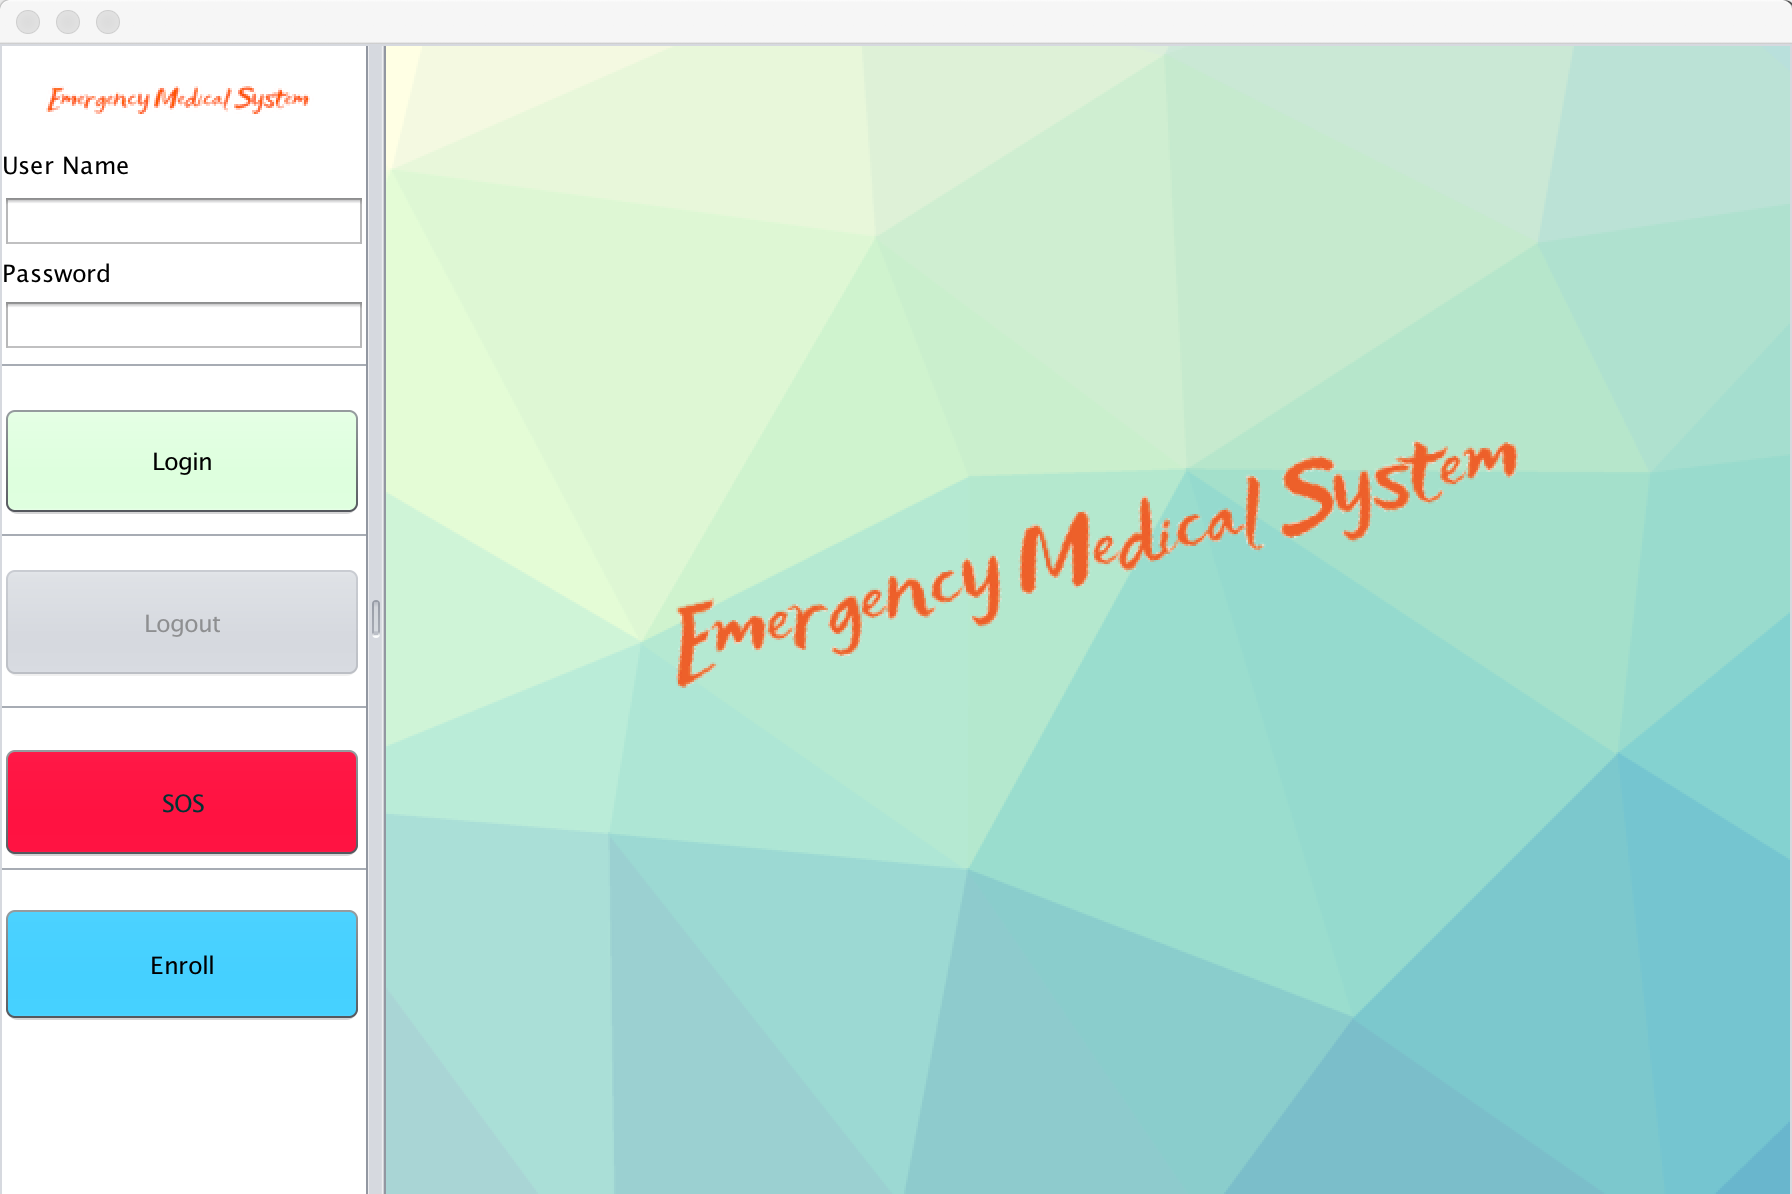 Emergency Medical System
User Name
Password
Login
Logout
SOS
Enroll
Emergency Medical System